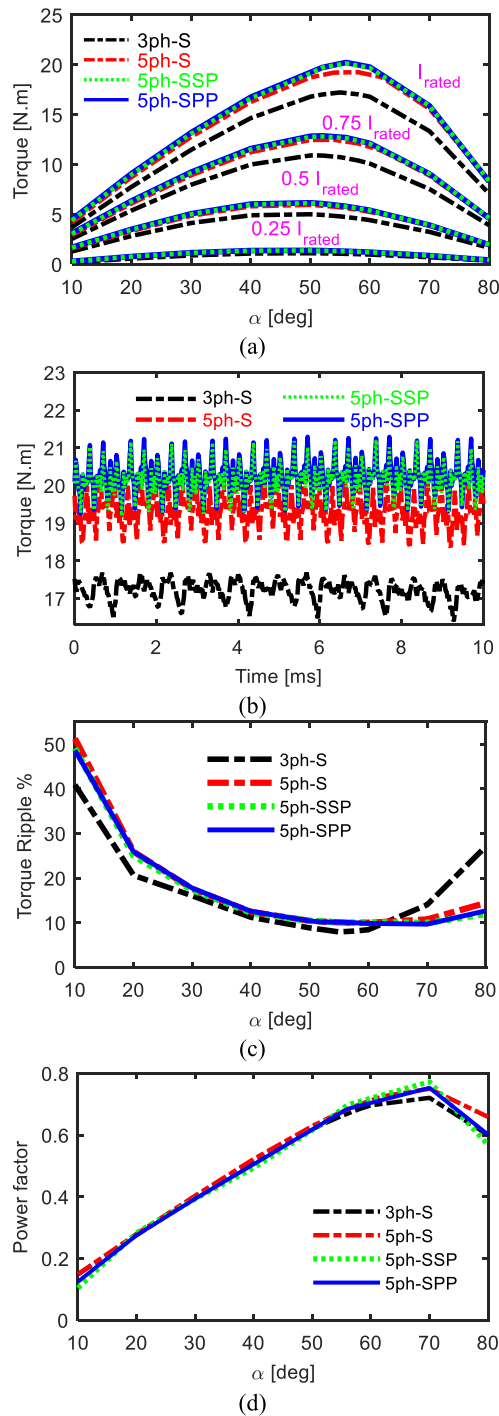 25
20
15
10
5
0
Torque [N.m]
3ph-S
5ph-S
5ph-SSP
5ph-SPP
I_rated
0.75 I_rated
0.5 I_rated
0.25 I_rated
10 20 30 40 50 60 70 80
α [deg]
(a)
23
22
21
20
19
18
17
Torque [N.m]
3ph-S 5ph-SSP
5ph-S 5ph-SPP
0 2 4 6 8 10
Time [ms]
(b)
50
40
30
20
10
0
Torque Ripple %
3ph-S
5ph-S
5ph-SSP
5ph-SPP
10 20 30 40 50 60 70 80
α [deg]
(c)
0.8
0.6
0.4
0.2
0
Power factor
3ph-S
5ph-S
5ph-SSP
5ph-SPP
10 20 30 40 50 60 70 80
α [deg]
(d)